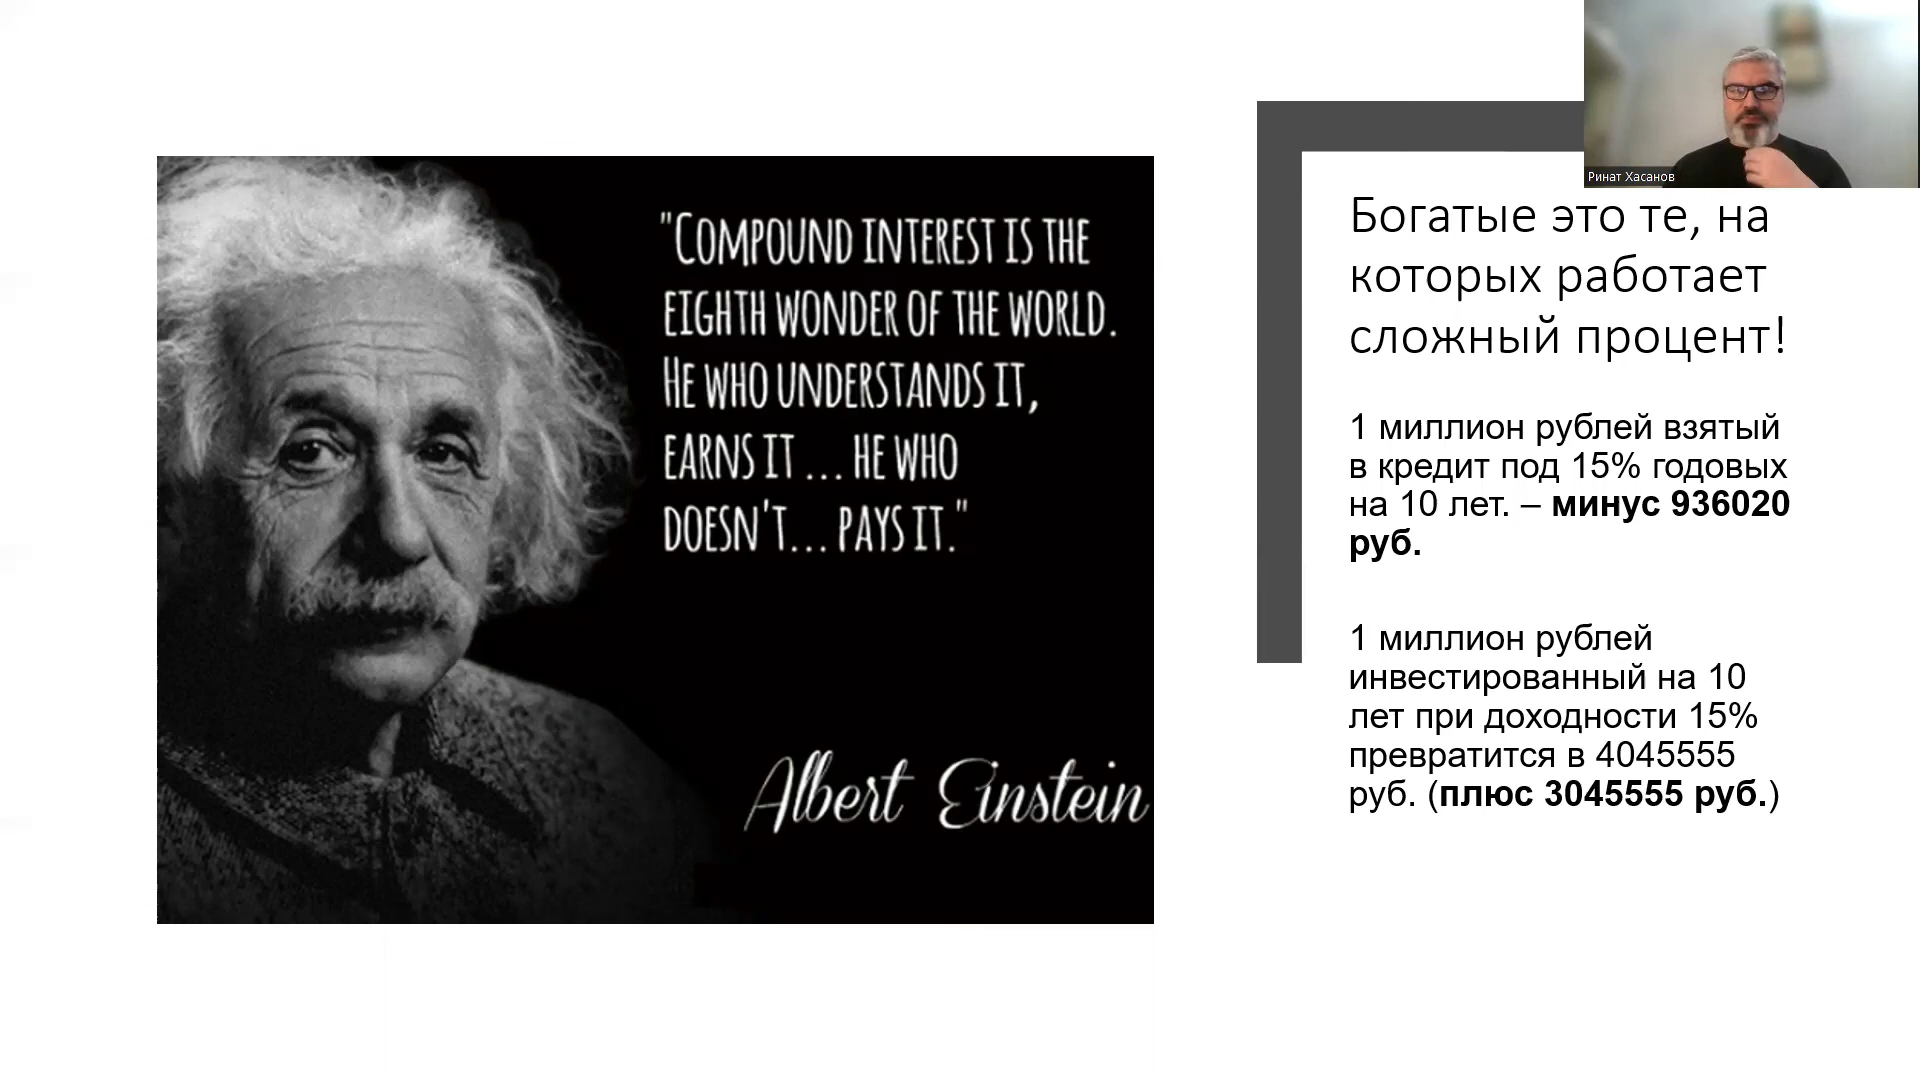 "COMPOUND INTEREST IS THE
EIGHTH WONDER OF THE WORLD.
HE WHO UNDERSTANDS IT,
EARNS IT ... HE WHO
DOESN'T... PAYS IT."
Albert Einstein
Ринат Хасанов
Богатые это те, на
которых работает
сложный процент!
1 миллион рублей взятый
в кредит под 15% годовых
на 10 лет. – минус 936020
руб.
1 миллион рублей
инвестированный на 10
лет при доходности 15%
превратится в 4045555
руб. (плюс 3045555 руб.)